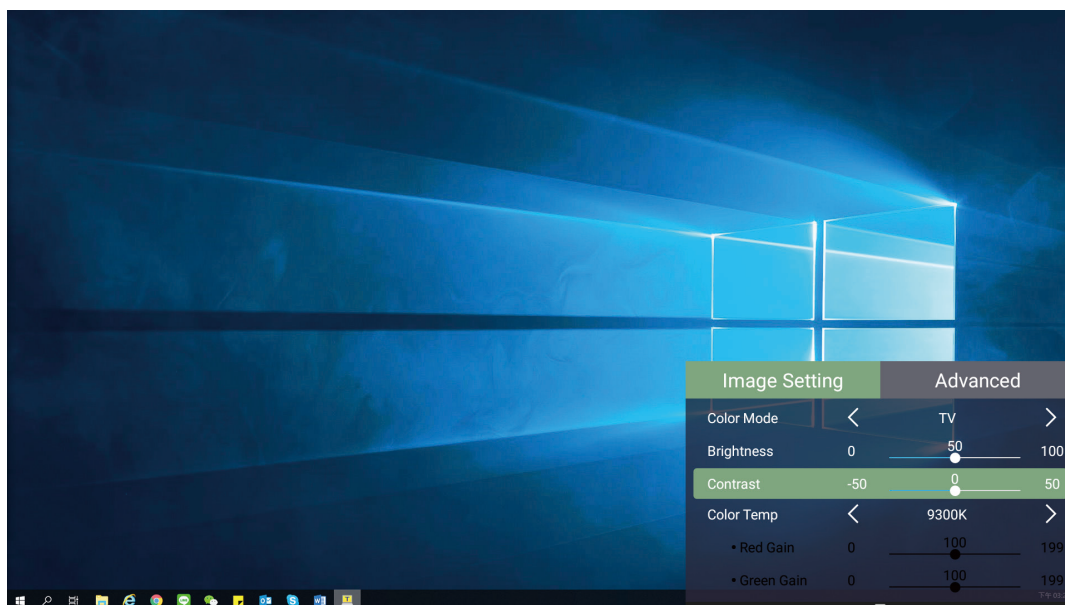 Image Setting Advanced
Color Mode TV
Brightness 0 50 100
Contrast -50 0 50
Color Temp 9300K
• Red Gain 0 100 199
• Green Gain 0 100 199